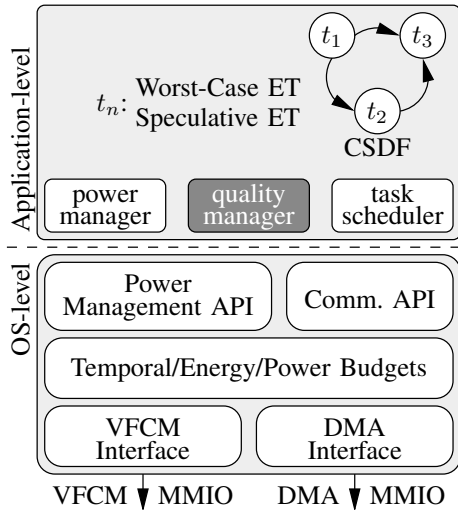 Application-level
t1
t3
tn: Worst-Case ET
Speculative ET
t2
CSDF
power
manager
quality
manager
task
scheduler
OS-level
Power
Management API
Comm. API
Temporal/Energy/Power Budgets
VFCM
Interface
DMA
Interface
VFCM MMIO DMA MMIO